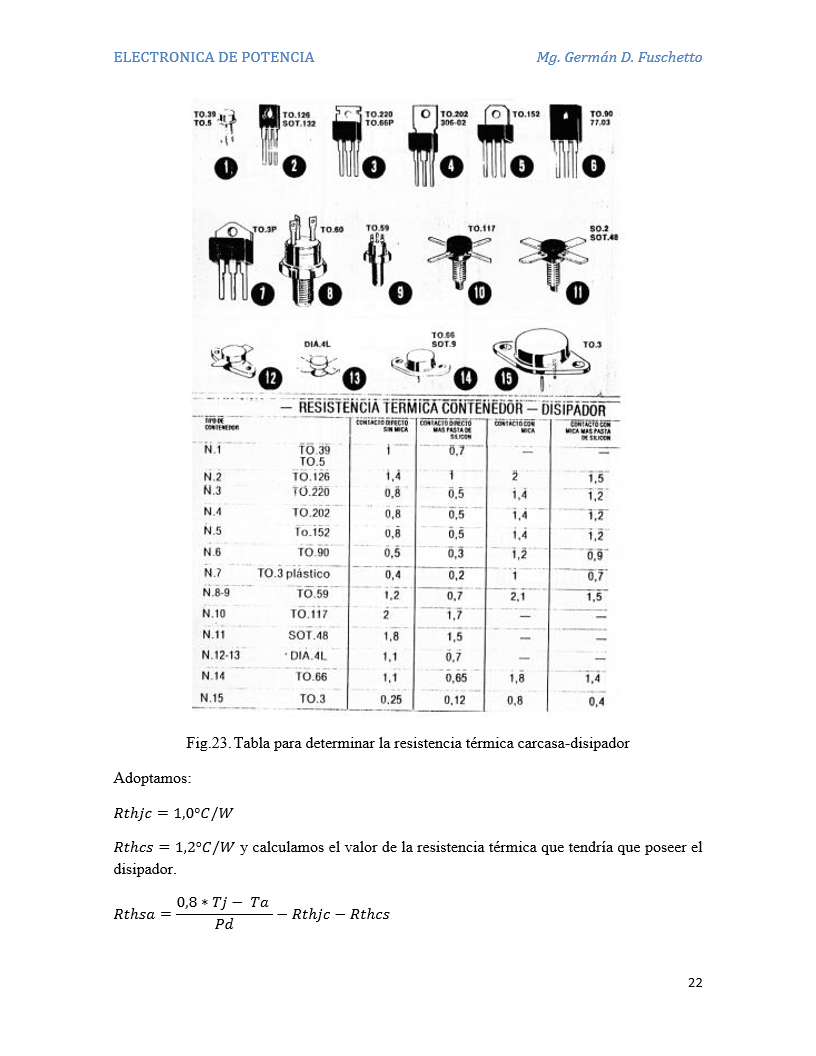 ELECTRONICA DE POTENCIA Mg. Germán D. Fuschetto
TO.39
TO.5
TO.126
SOT.132
TO.220
TO.66P
TO.202
306-02
TO.152
TO.90
77.03
1 2 3 4 5 6
TO.3P
TO.60
TO.59
TO.117
SO.2
SOT.48
7 8 9 10 11
DIA.4L
TO.66
SOT.9
TO.3
12 13 14 15
— RESISTENCIA TERMICA CONTENEDOR — DISIPADOR
TIPO DE CONTENEDOR
CONTACTO DIRECTO SIN MICA
CONTACTO DIRECTO MAS PASTA DE SILICON
CONTACTO CON MICA
CONTACTO CON MICA MAS PASTA DE SILICON
N.1 TO.39 1 0,7 — —
TO.5
N.2 TO.126 1,4 1 2 1,5
N.3 TO.220 0,8 0,5 1,4 1,2
N.4 TO.202 0,8 0,5 1,4 1,2
N.5 To.152 0,8 0,5 1,4 1,2
N.6 TO.90 0,5 0,3 1,2 0,9
N.7 TO.3 plástico 0,4 0,2 1 0,7
N.8-9 TO.59 1,2 0,7 2,1 1,5
N.10 TO.117 2 1,7 — —
N.11 SOT.48 1,8 1,5 — —
N.12-13 DIA.4L 1,1 0,7 — —
N.14 TO.66 1,1 0,65 1,8 1,4
N.15 TO.3 0,25 0,12 0,8 0,4
Fig.23. Tabla para determinar la resistencia térmica carcasa-disipador
Adoptamos:
Rthjc = 1,0°C/W
Rthcs = 1,2°C/W y calculamos el valor de la resistencia térmica que tendría que poseer el
disipador.
Rthsa = (0,8 ∗ Tj − Ta) / Pd − Rthjc − Rthcs
22